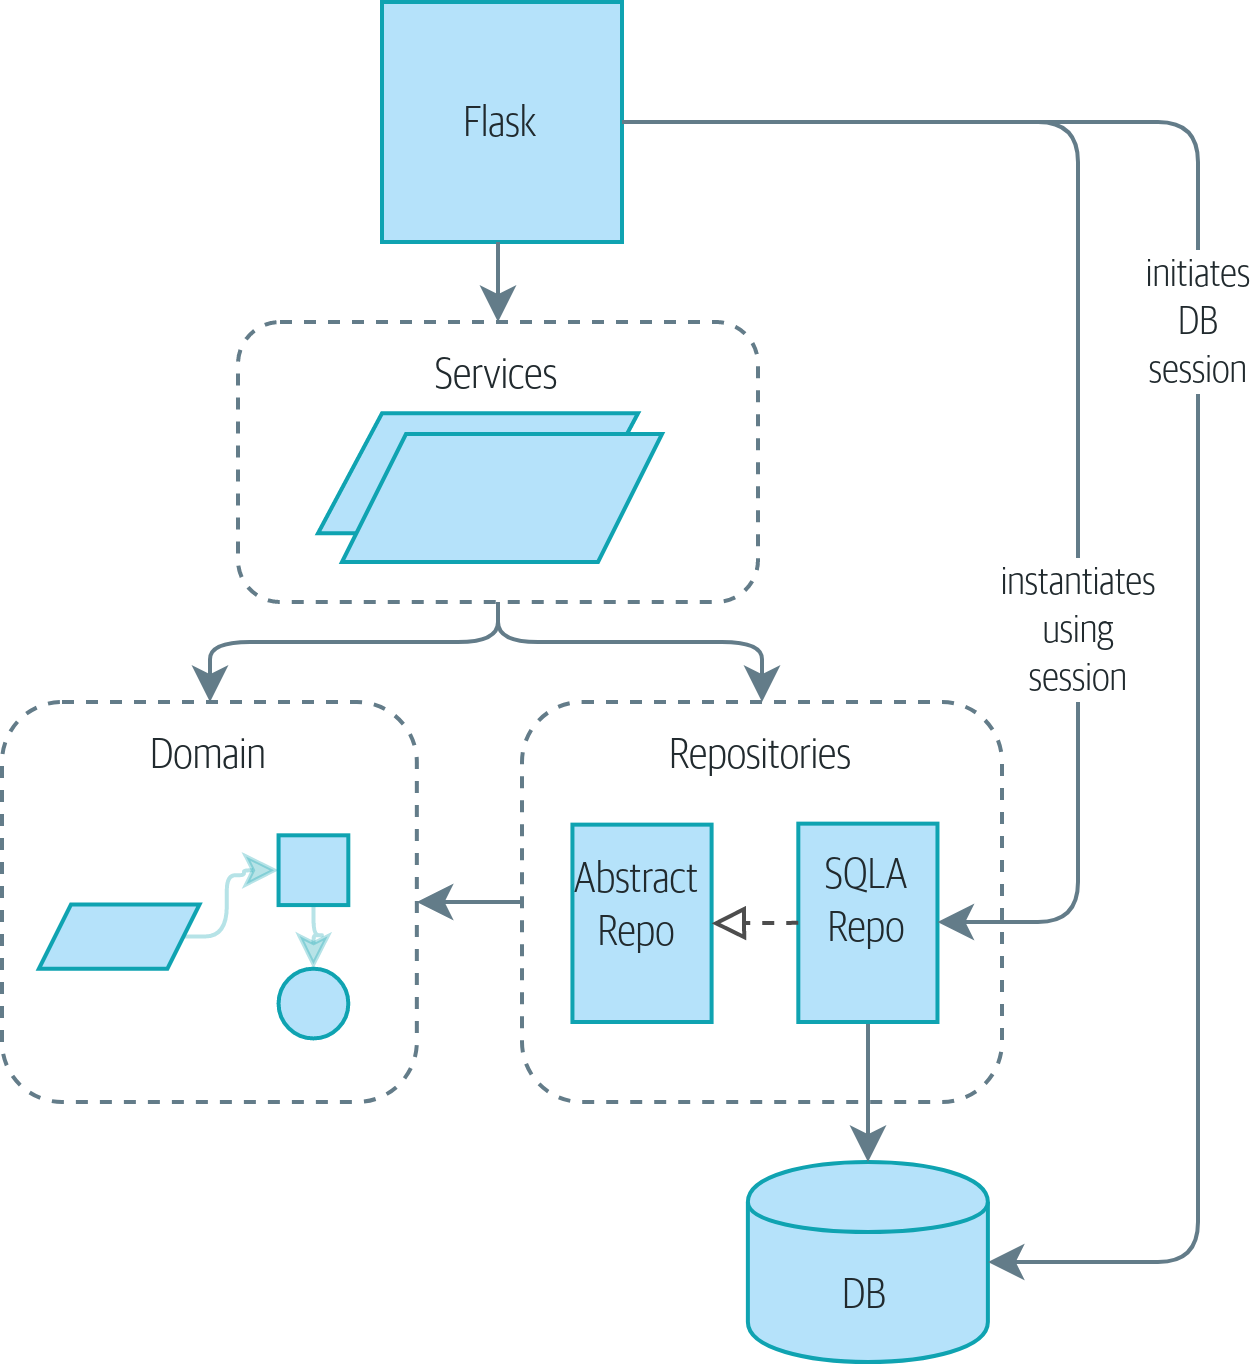 Flask
initiates
DB
session
Services
instantiates
using
session
Domain
Repositories
Abstract
Repo
SQLA
Repo
DB